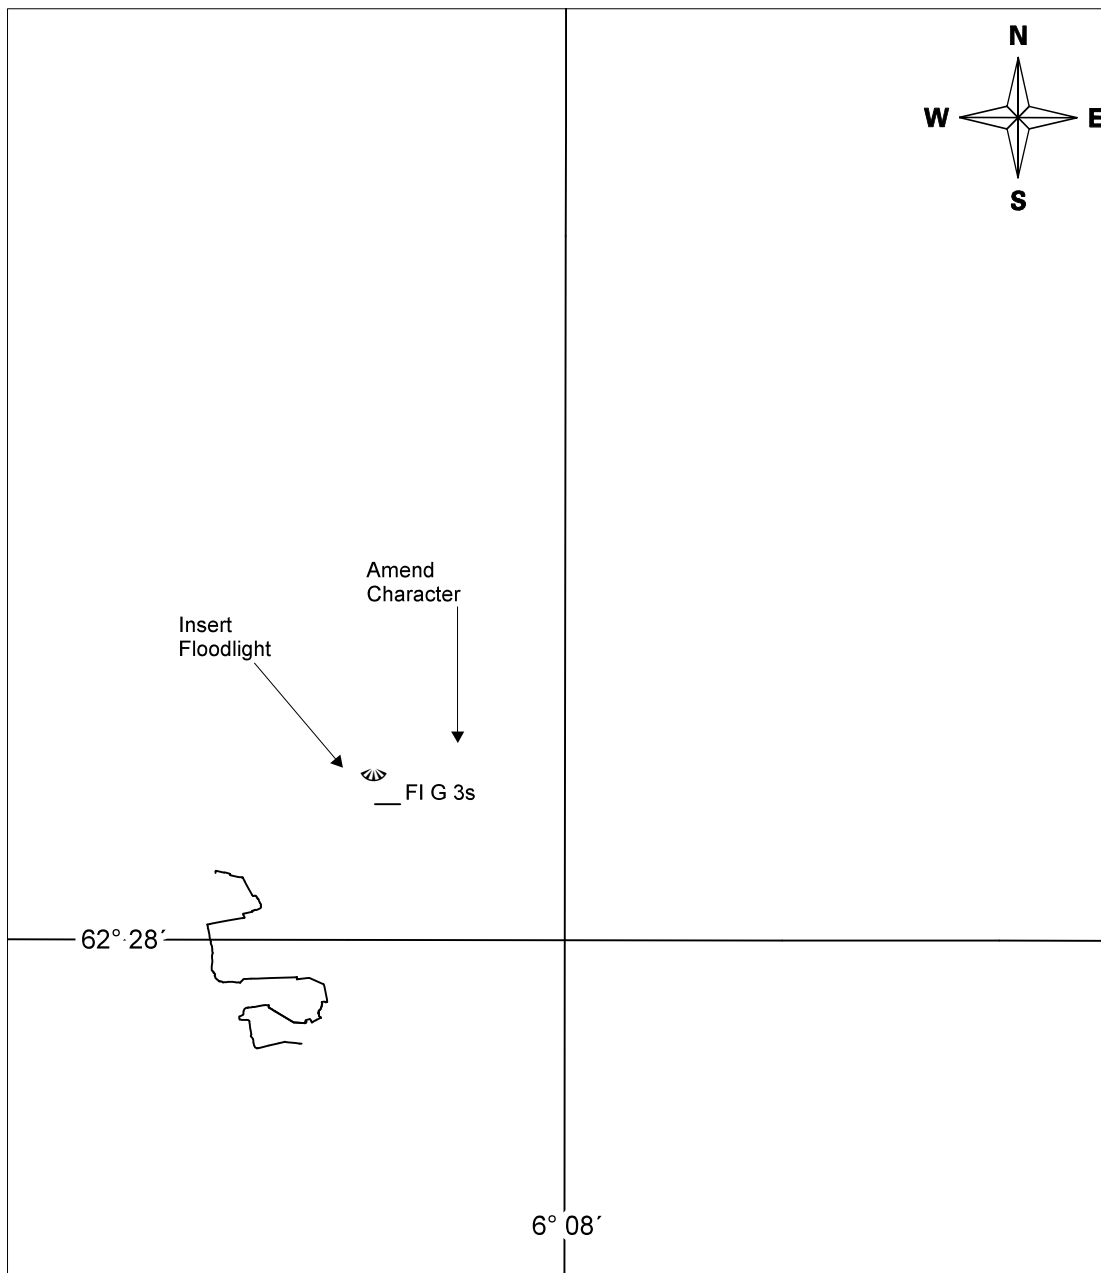 N
W E
S
Amend
Character
Insert
Floodlight
Fl G 3s
62° 28´
6° 08´